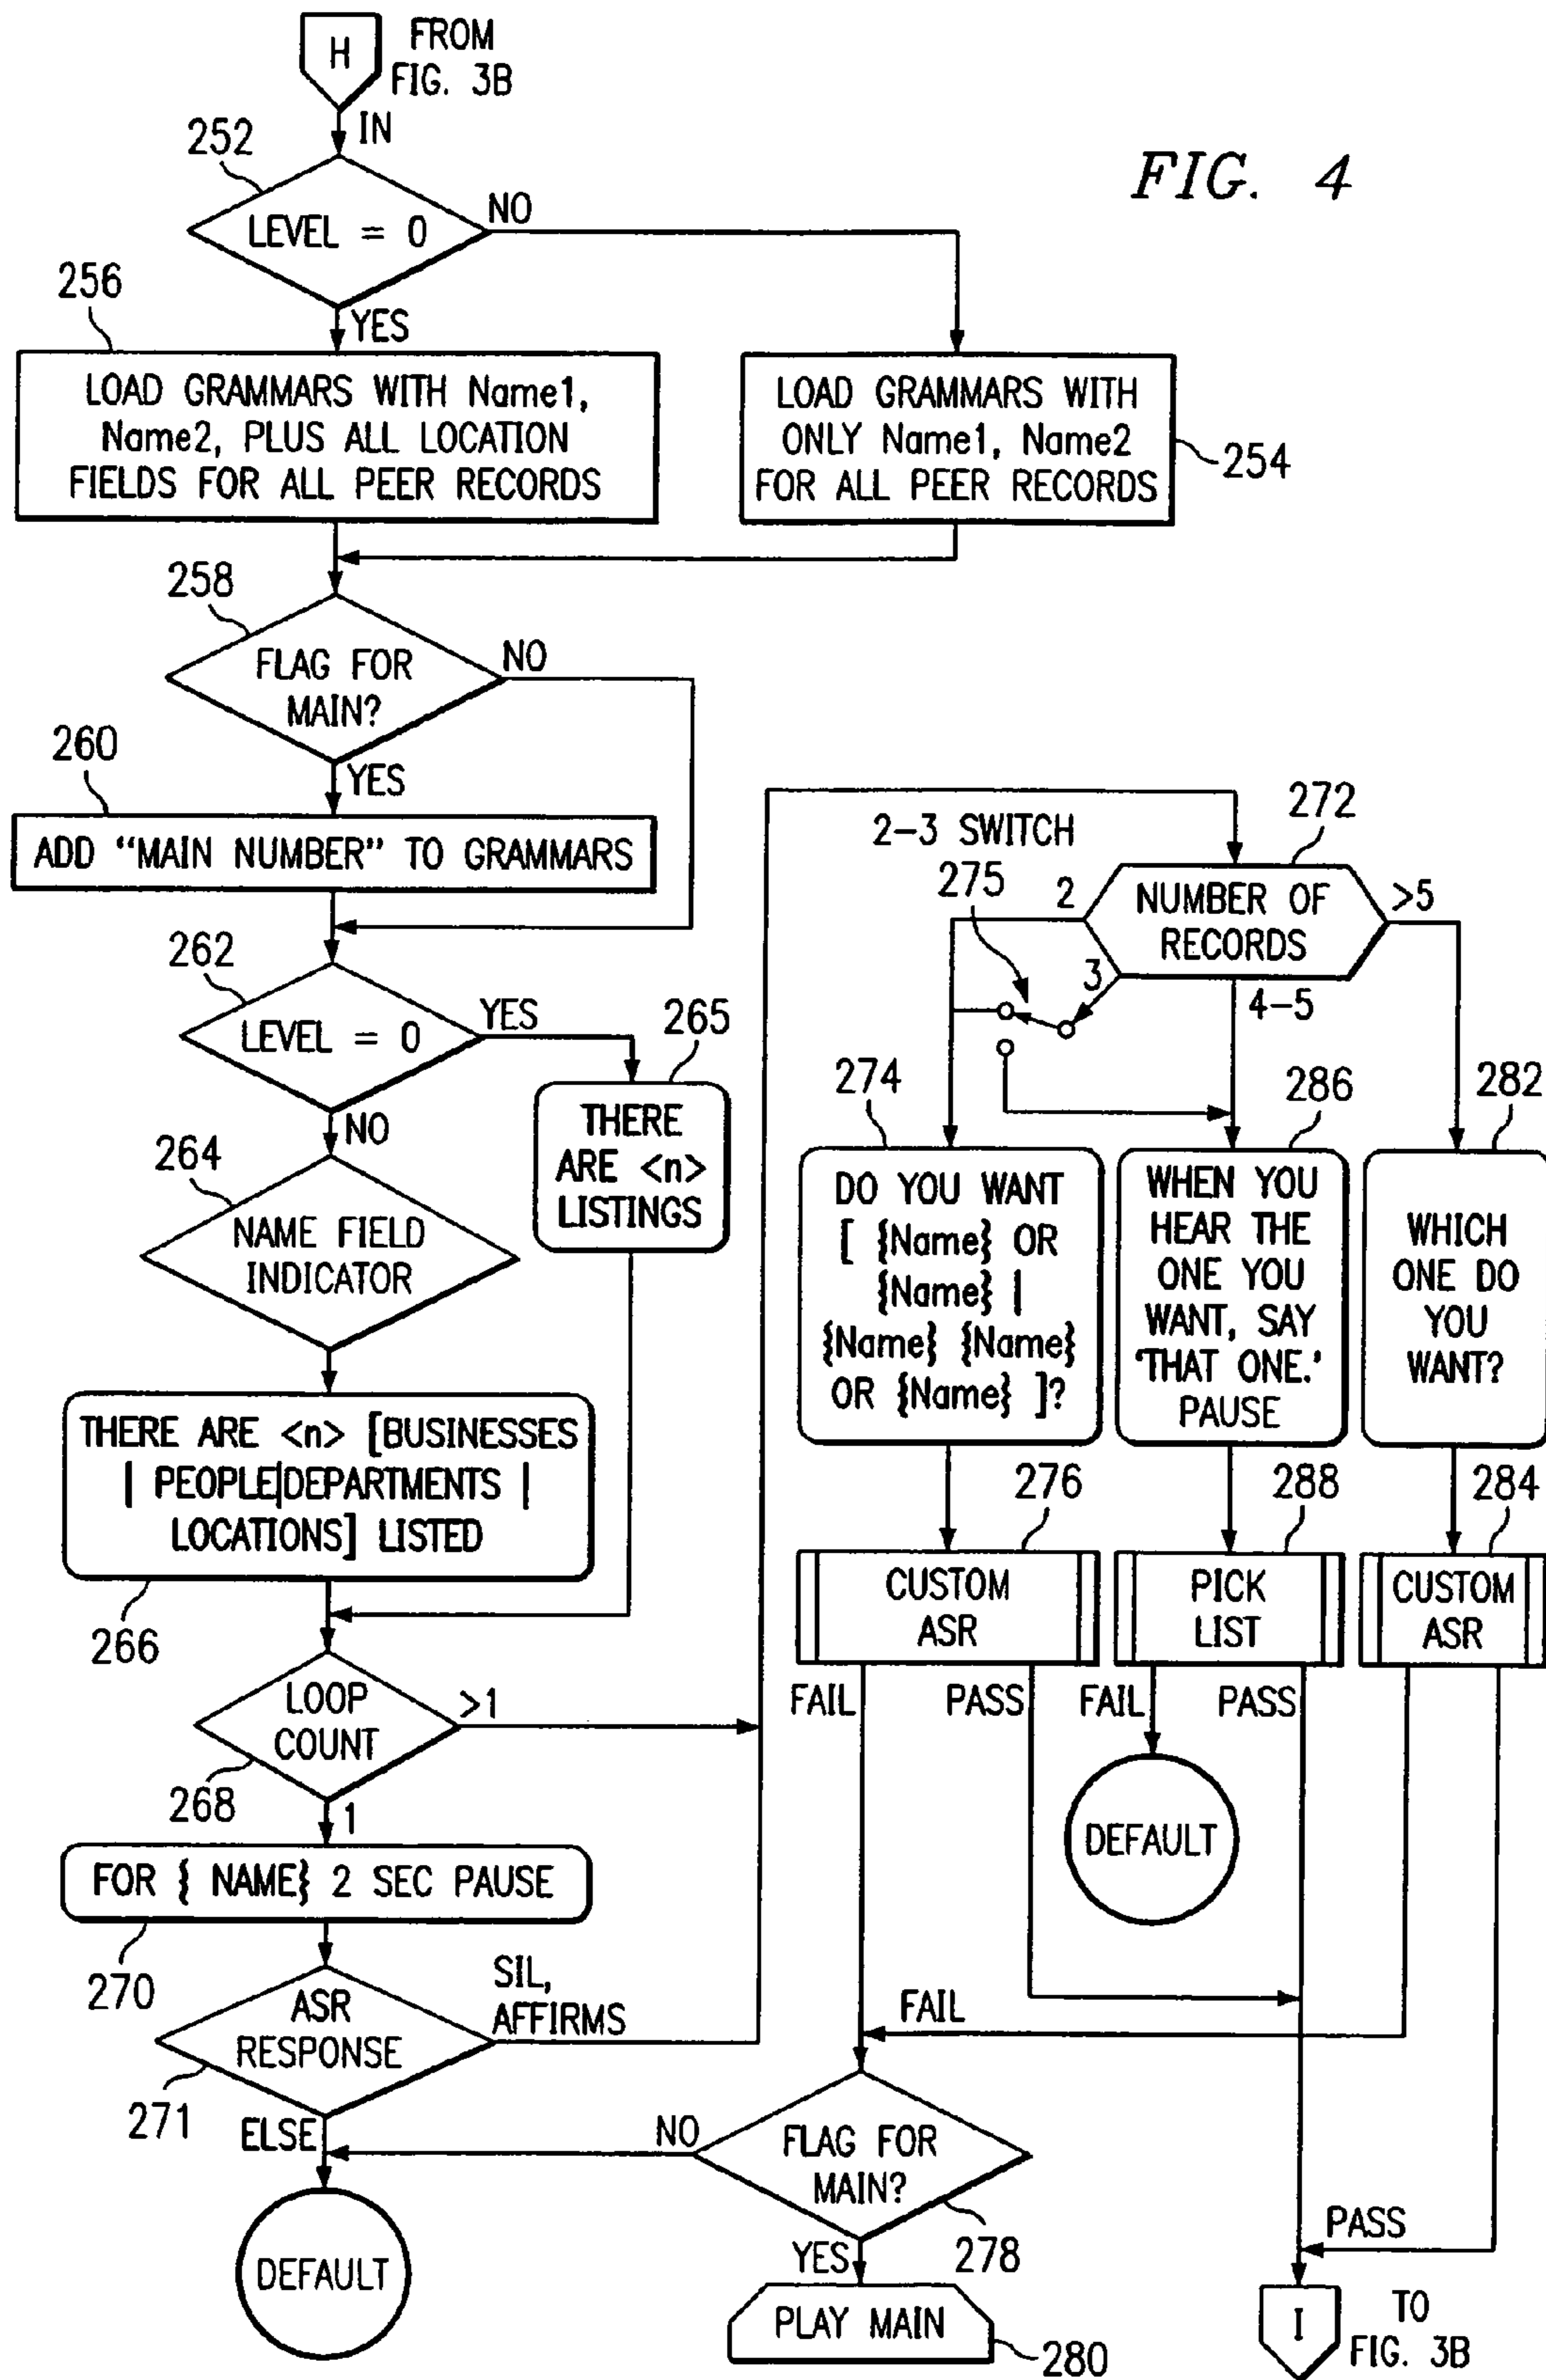 H
FROM
FIG. 3B
IN
FIG. 4
252
LEVEL = 0
NO
YES
256
LOAD GRAMMARS WITH Name1,
Name2, PLUS ALL LOCATION
FIELDS FOR ALL PEER RECORDS
LOAD GRAMMARS WITH
ONLY Name1, Name2
FOR ALL PEER RECORDS
254
258
FLAG FOR
MAIN?
NO
YES
260
ADD “MAIN NUMBER” TO GRAMMARS
262
LEVEL = 0
YES
NO
265
THERE
ARE <n>
LISTINGS
264
NAME FIELD
INDICATOR
THERE ARE <n> [BUSINESSES
| PEOPLE|DEPARTMENTS |
LOCATIONS] LISTED
266
LOOP
COUNT
>1
268
1
FOR { NAME} 2 SEC PAUSE
270
ASR
RESPONSE
SIL,
AFFIRMS
271
ELSE
DEFAULT
272
NUMBER OF
RECORDS
2-3 SWITCH
275
2
3
4-5
>5
274
DO YOU WANT
[ {Name} OR
{Name} |
{Name} {Name}
OR {Name} ]?
286
WHEN YOU
HEAR THE
ONE YOU
WANT, SAY
‘THAT ONE.’
PAUSE
282
WHICH
ONE DO
YOU
WANT?
276
CUSTOM
ASR
288
PICK
LIST
284
CUSTOM
ASR
FAIL
PASS
FAIL
PASS
DEFAULT
FAIL
FLAG FOR
MAIN?
NO
278
YES
PLAY MAIN
280
PASS
I
TO
FIG. 3B